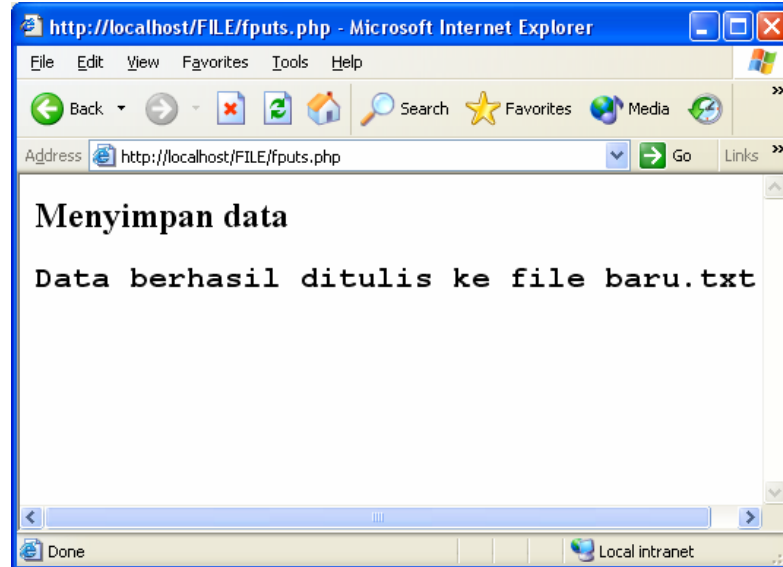 http://localhost/FILE/fputs.php - Microsoft Internet Explorer
File Edit View Favorites Tools Help
Back Search Favorites Media »
Address http://localhost/FILE/fputs.php Go Links »
Menyimpan data
Data berhasil ditulis ke file baru.txt
Done Local intranet